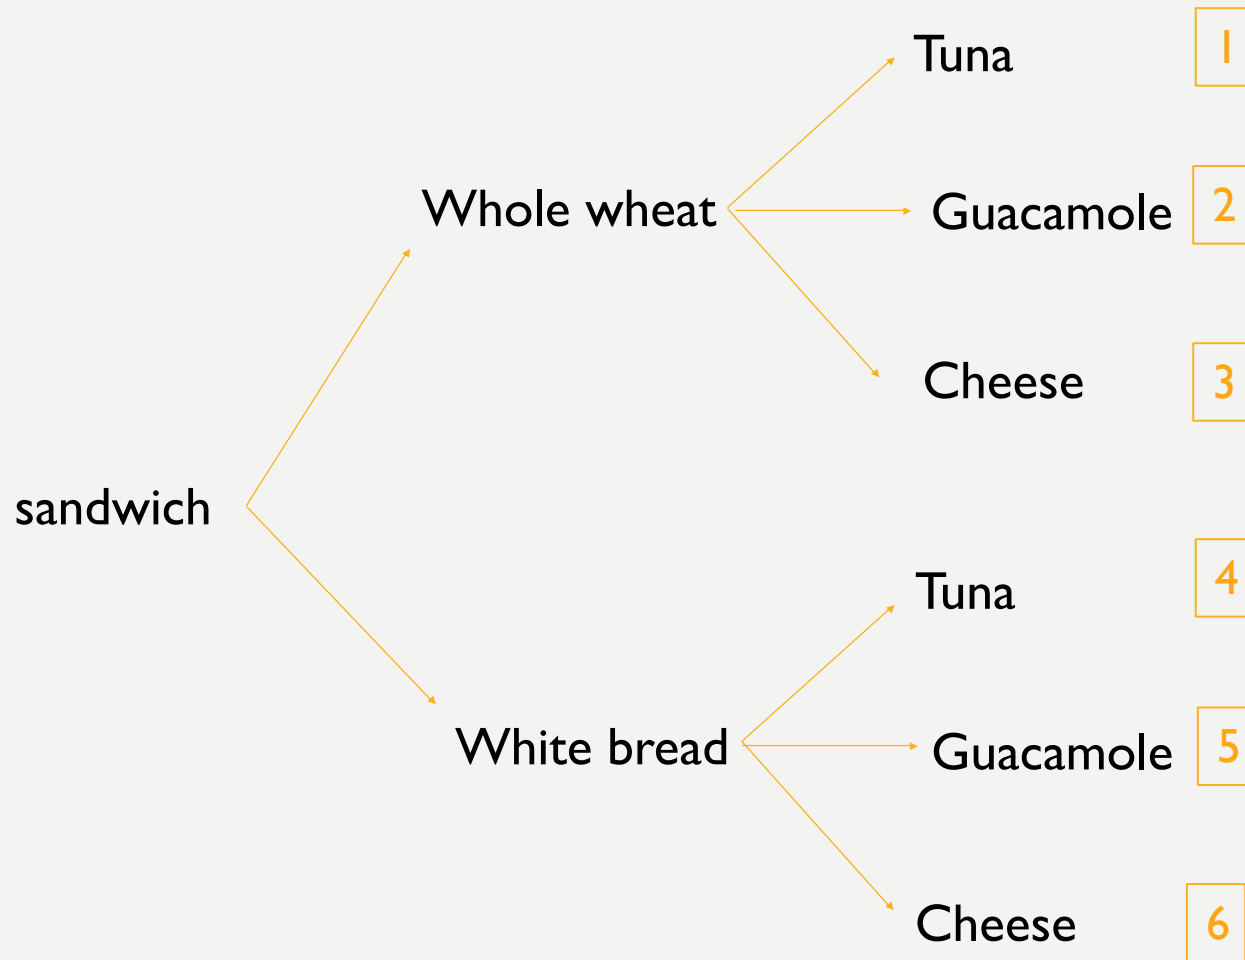 Tuna 1
Whole wheat Guacamole 2
Cheese 3
sandwich
Tuna 4
White bread Guacamole 5
Cheese 6